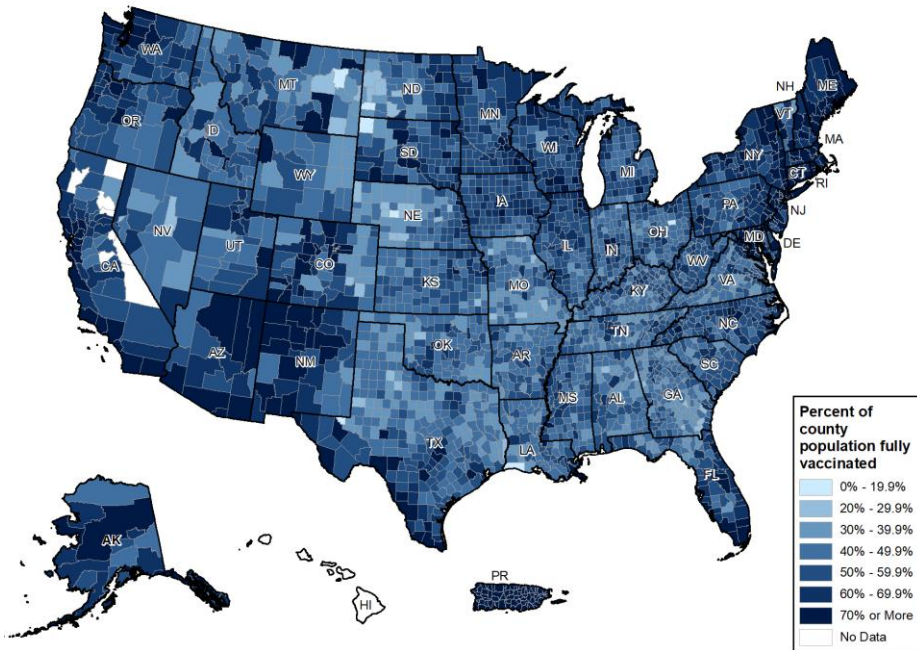 WA
MT
ND
MN
ME
NH
VT
OR
ID
SD
WI
NY
MA
WY
MI
CT
RI
IA
PA
NE
NJ
NV
IL
IN
OH
MD
DE
UT
CA
CO
KS
MO
WV
VA
KY
NC
TN
AZ
NM
OK
AR
SC
MS
AL
GA
TX
LA
FL
AK
HI
PR
Percent of
county
population fully
vaccinated
0% - 19.9%
20% - 29.9%
30% - 39.9%
40% - 49.9%
50% - 59.9%
60% - 69.9%
70% or More
No Data